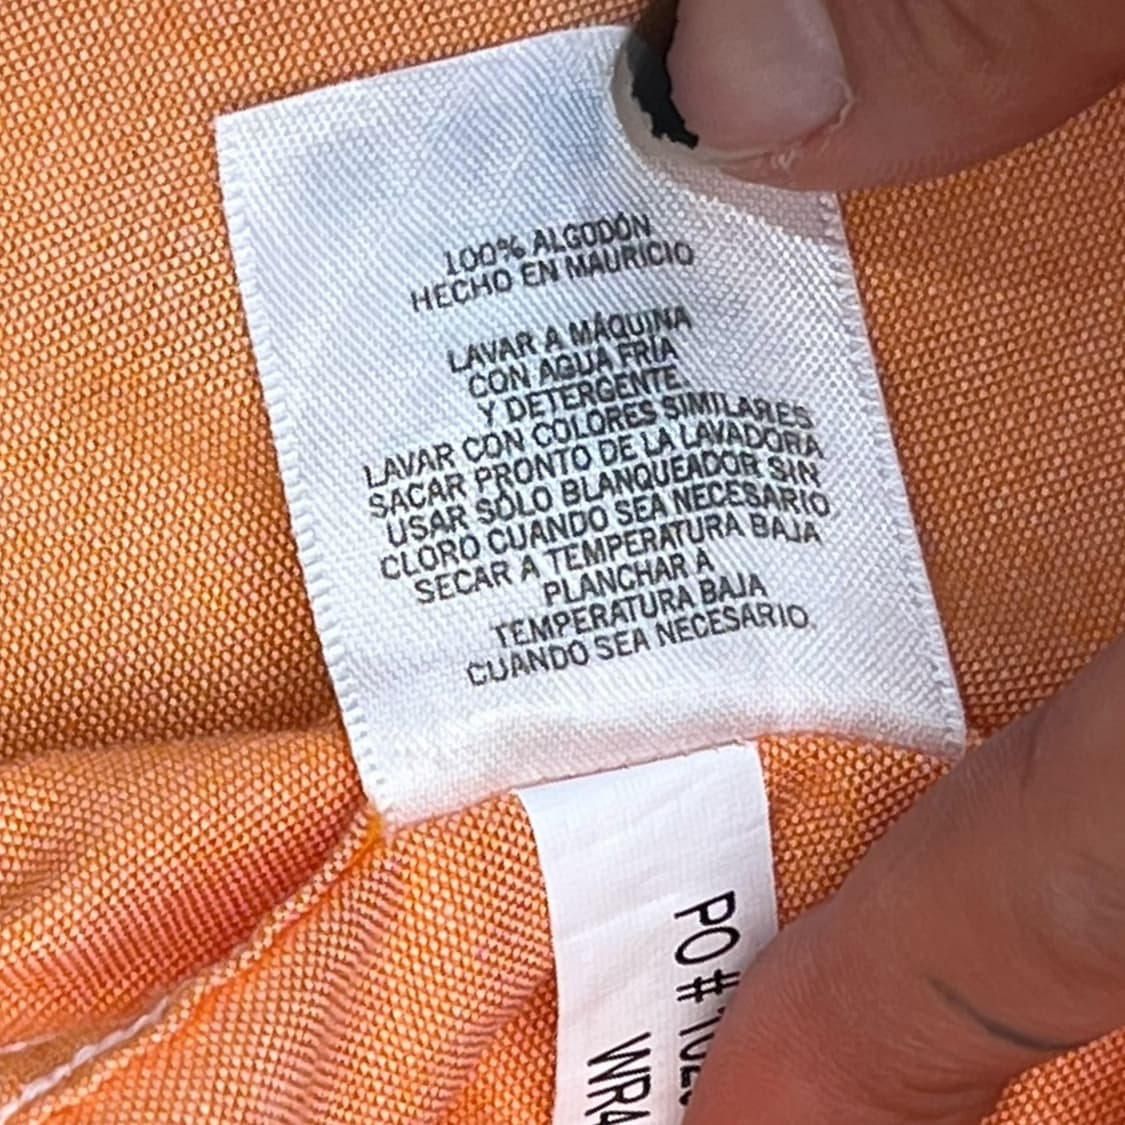 100% ALGODÓN
HECHO EN MAURICIO
LAVAR A MÁQUINA
CON AGUA FRÍA
Y DETERGENTE.
LAVAR CON COLORES SIMILARES
SACAR PRONTO DE LA LAVADORA
USAR SÓLO BLANQUEADOR SIN
CLORO CUANDO SEA NECESARIO
SECAR A TEMPERATURA BAJA
PLANCHAR A
TEMPERATURA BAJA
CUANDO SEA NECESARIO
PO #